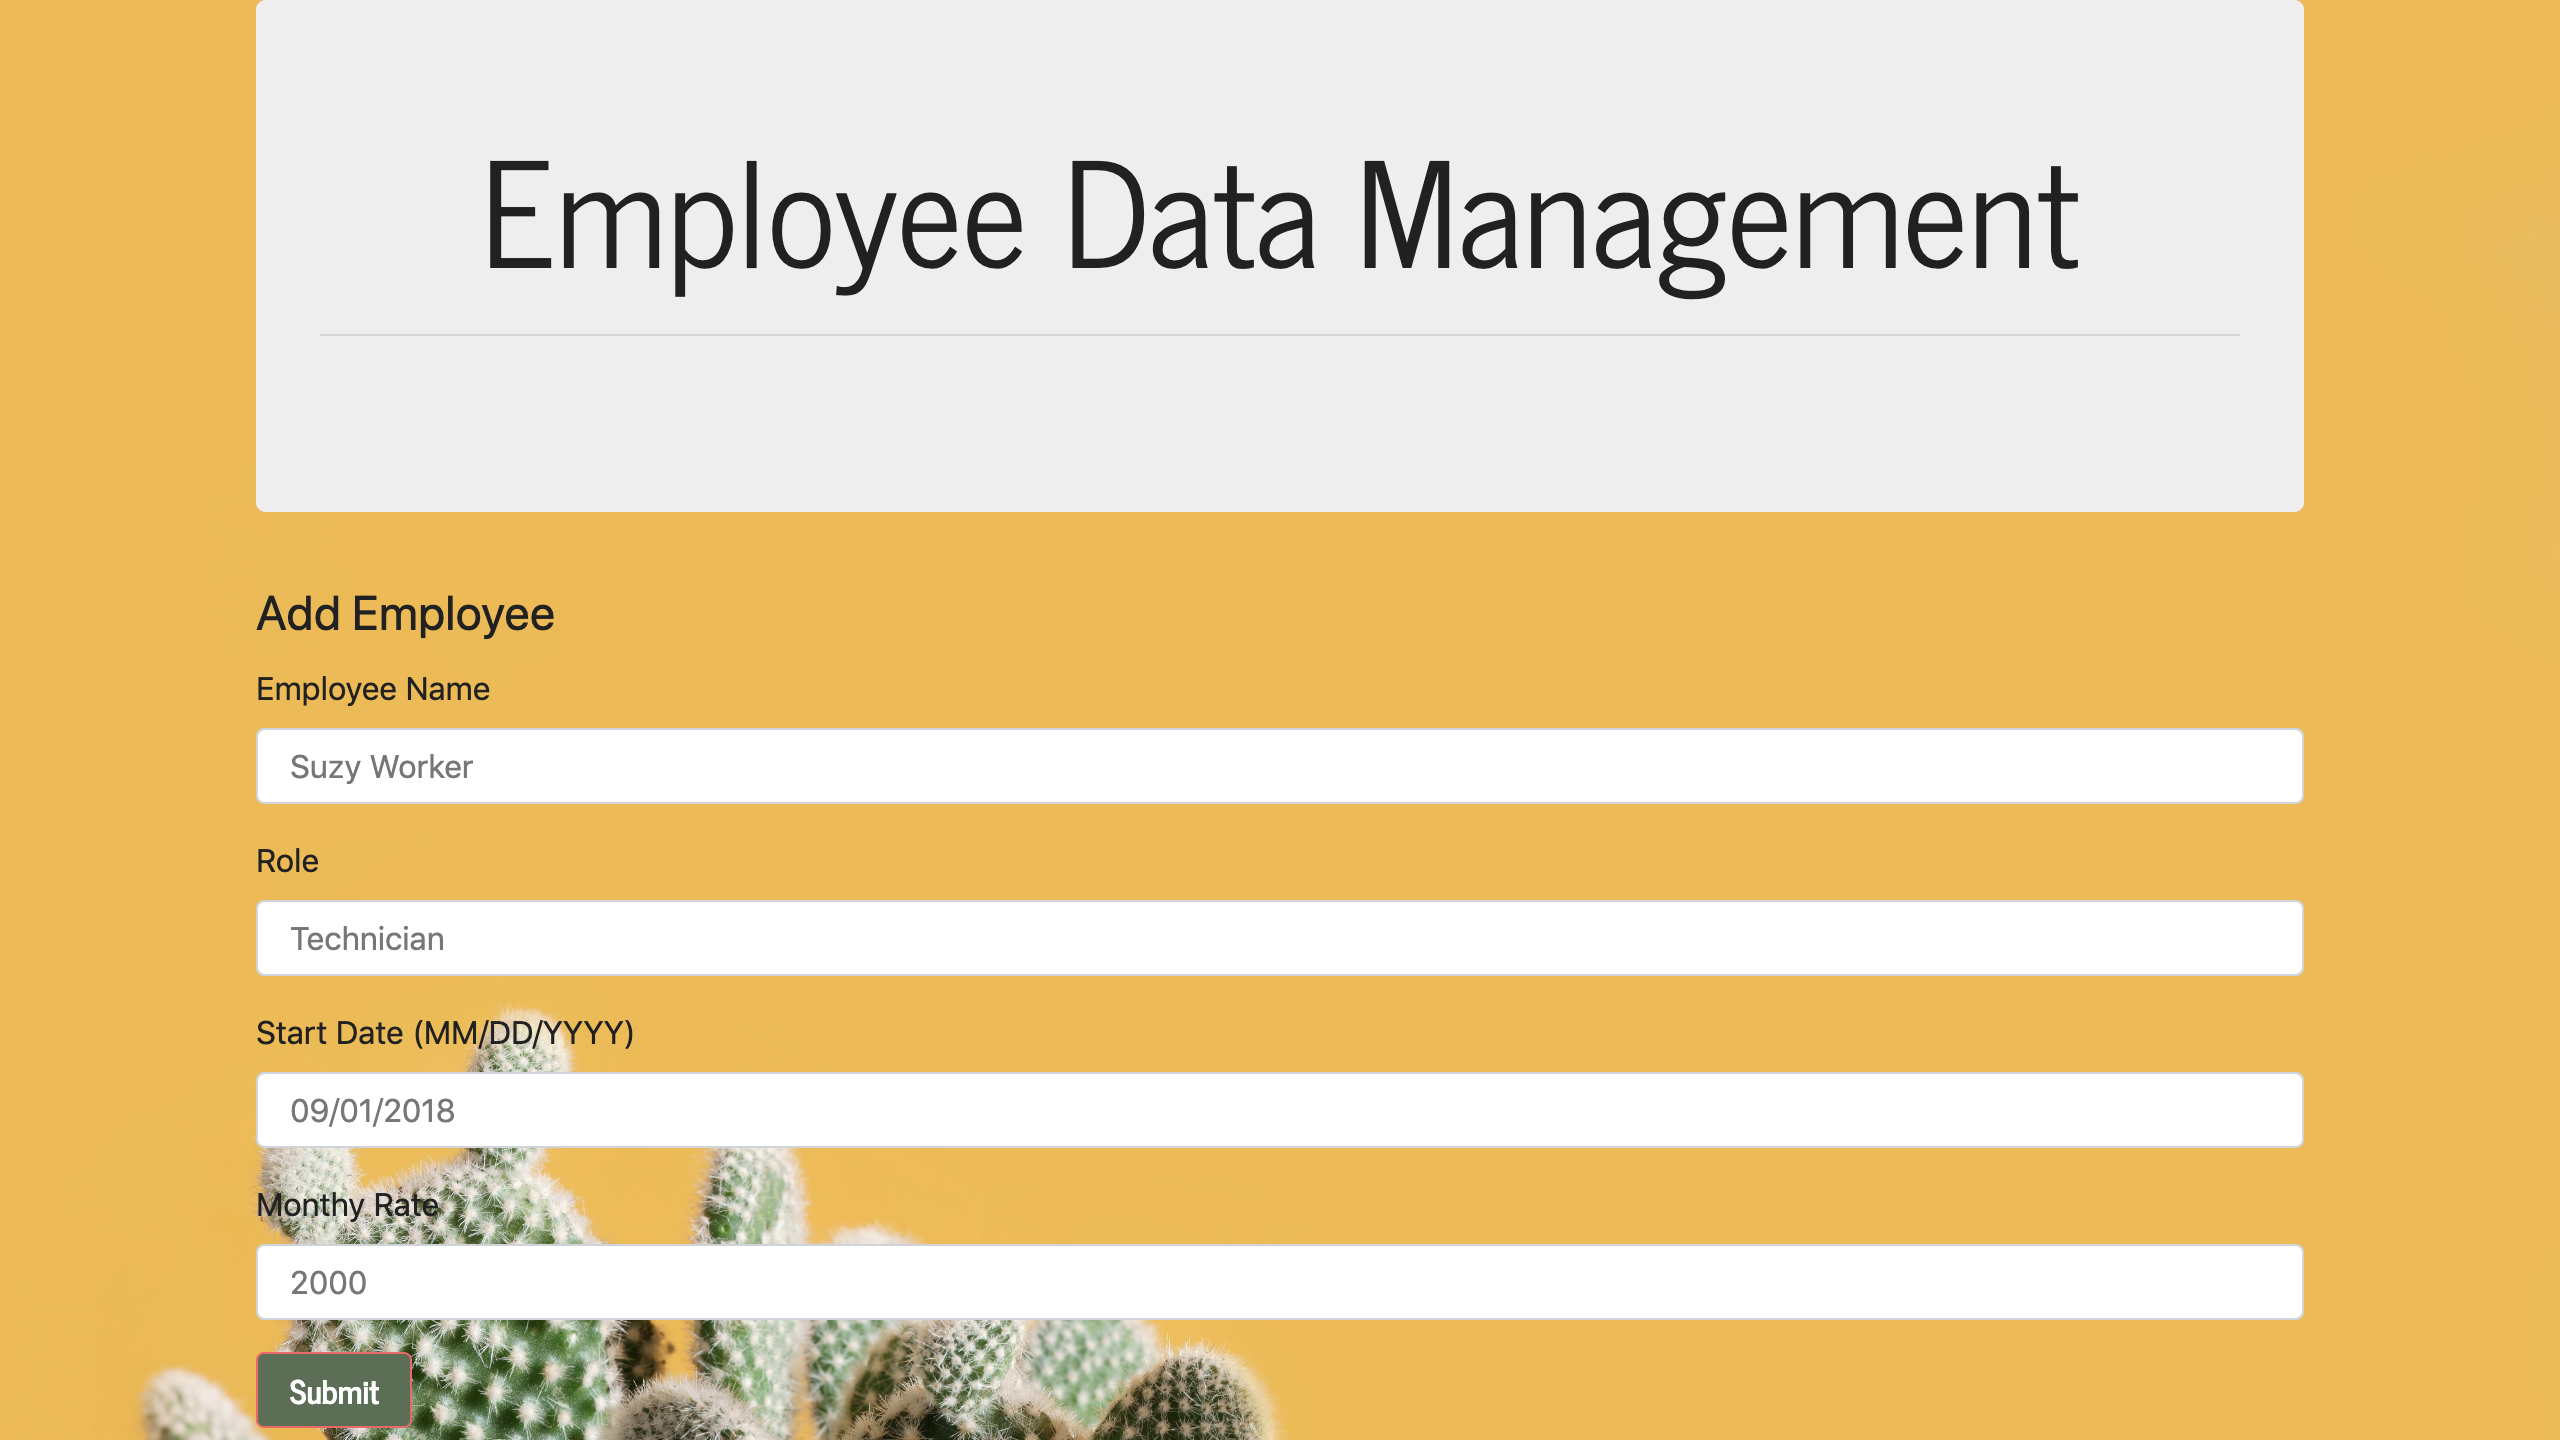 Employee Data Management
Add Employee
Employee Name
Suzy Worker
Role
Technician
Start Date (MM/DD/YYYY)
09/01/2018
Monthy Rate
2000
Submit